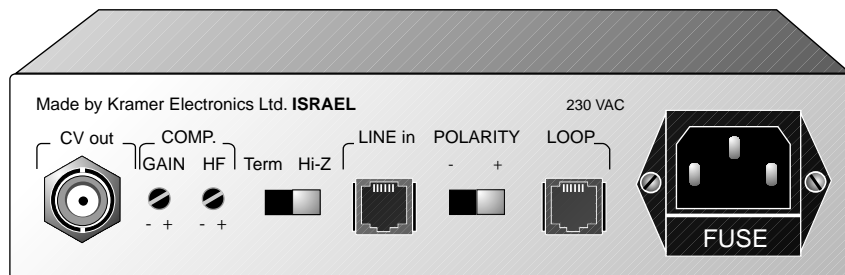 Made by Kramer Electronics Ltd. ISRAEL 230 VAC
CV out COMP. LINE in POLARITY LOOP
GAIN HF Term Hi-Z - +
- + - +
FUSE